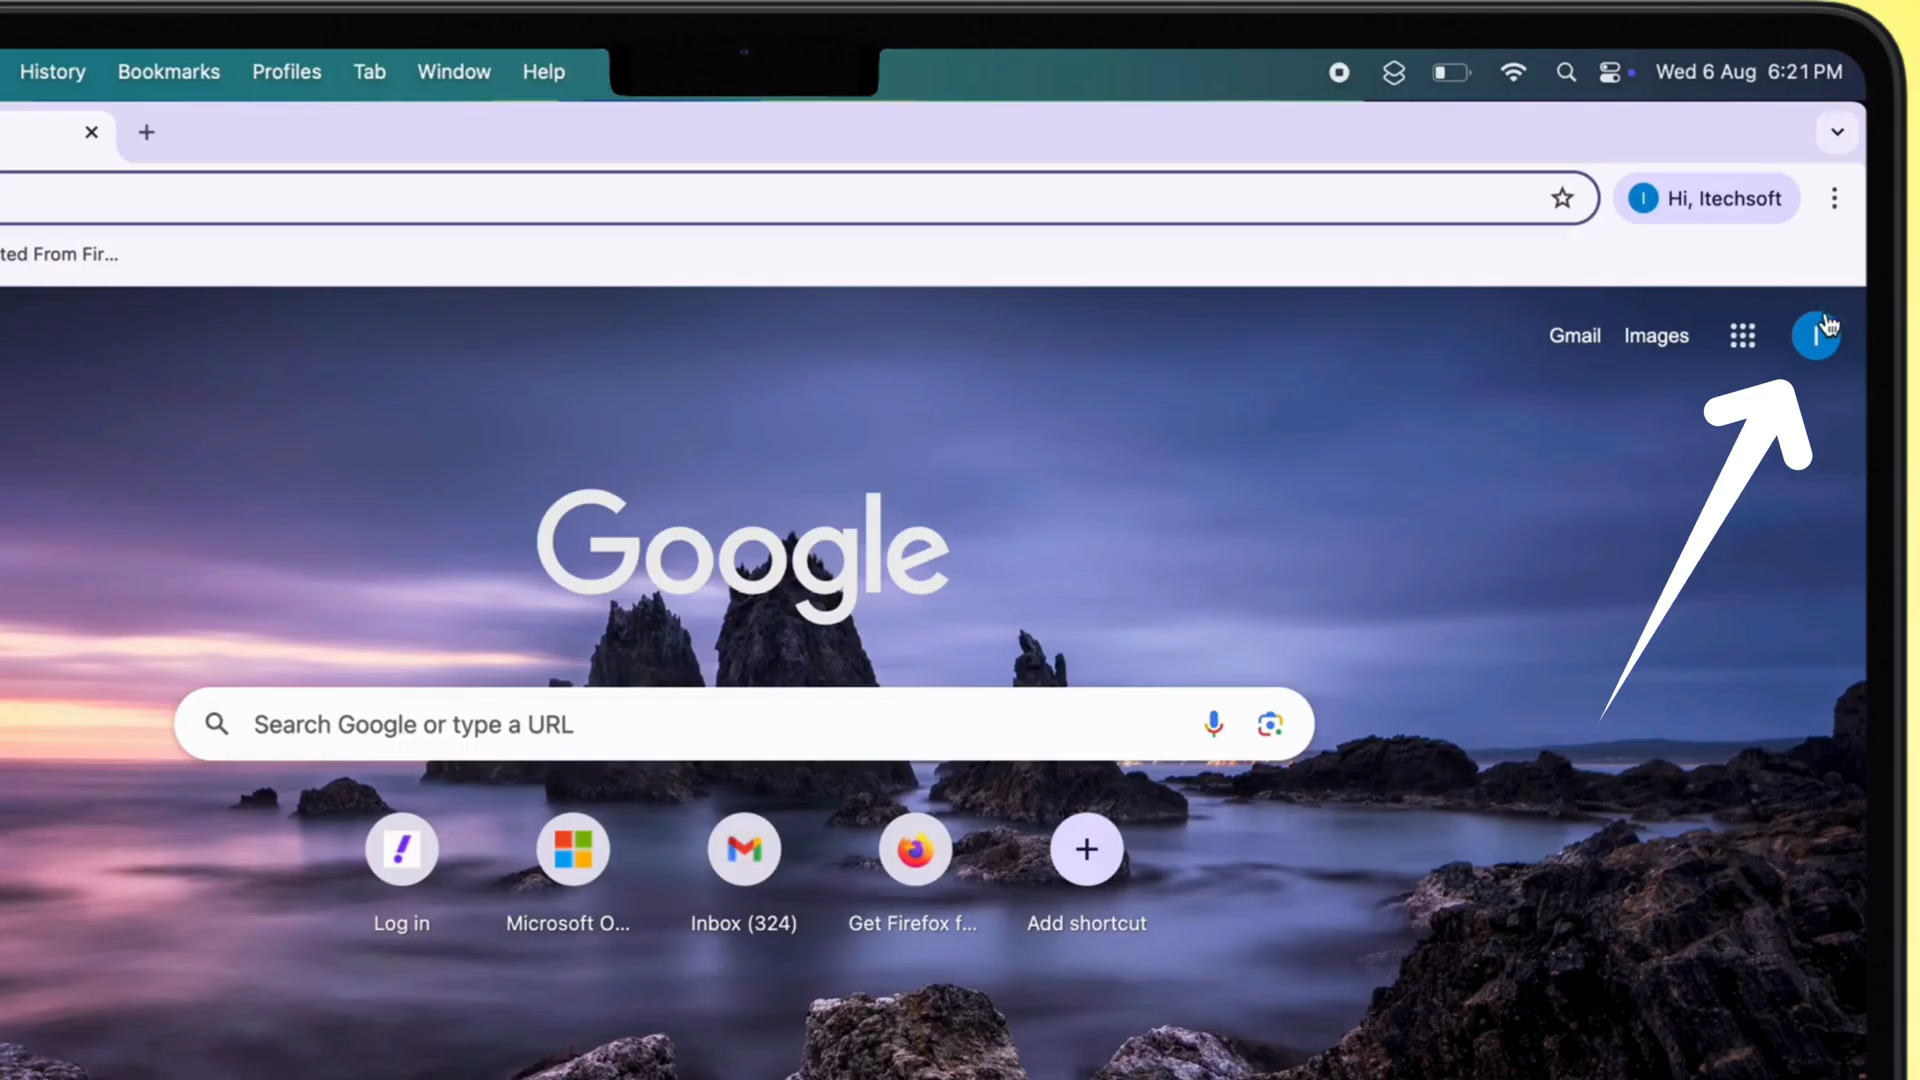 History Bookmarks Profiles Tab Window Help Wed 6 Aug 6:21 PM
I Hi, Itechsoft
ted From Fir...
Gmail Images I
Google
Search Google or type a URL
Log in Microsoft O... Inbox (324) Get Firefox f... Add shortcut